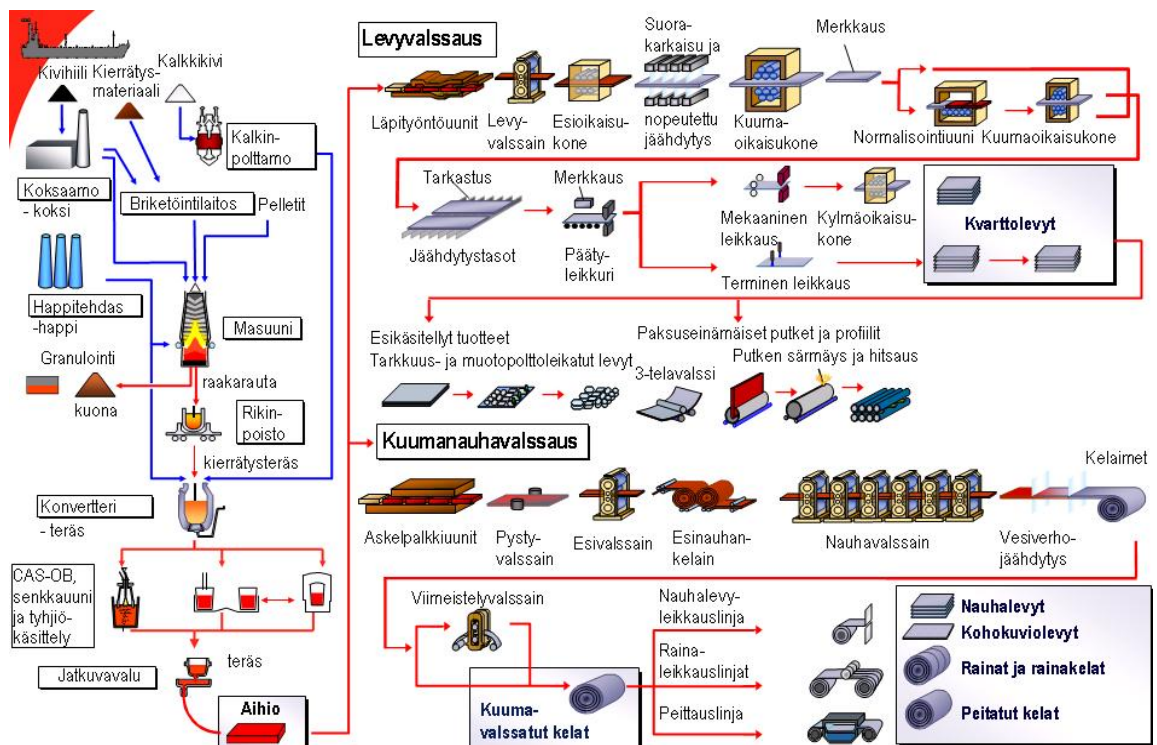 Kivihiili
Kierrätys-
materiaali
Kalkkikivi
Kalkin-
polttamo
Koksaamo
- koksi
Briketöintilaitos
Pelletit
Happitehdas
-happi
Masuuni
Granulointi
kuona
raakarauta
Rikin-
poisto
kierrätysteräs
Konvertteri
- teräs
CAS-OB,
senkkauuni
ja tyhjiö-
käsittely
Jatkuvavalu
teräs
Aihio
Levyvalssaus
Läpityöntöuunit
Levy-
valssain
Esioikaisu-
kone
Suora-
karkaisu ja
nopeutettu
jäähdytys
Kuuma-
oikaisukone
Merkkaus
Normalisointiuuni
Kuumaoikaisukone
Tarkastus
Jäähdytystasot
Merkkaus
Pääty-
leikkuri
Mekaaninen
leikkaus
Kylmäoikaisu-
kone
Terminen leikkaus
Kvarttolevyt
Esikäsitellyt tuotteet
Tarkkuus- ja muotopolttoleikatut levyt
Paksuseinämäiset putket ja profiilit
3-telavalssi
Putken särmäys ja hitsaus
Kuumanauhavalssaus
Askelpalkkiuunit
Pysty-
valssain
Esivalssain
Esinauhan-
kelain
Nauhavalssain
Vesiverho-
jäähdytys
Kelaimet
Viimeistelyvalssain
Kuuma-
valssatut kelat
Nauhalevy-
leikkauslinja
Raina-
leikkauslinjat
Peittauslinja
Nauhalevyt
Kohokuviolevyt
Rainat ja rainakelat
Peitatut kelat